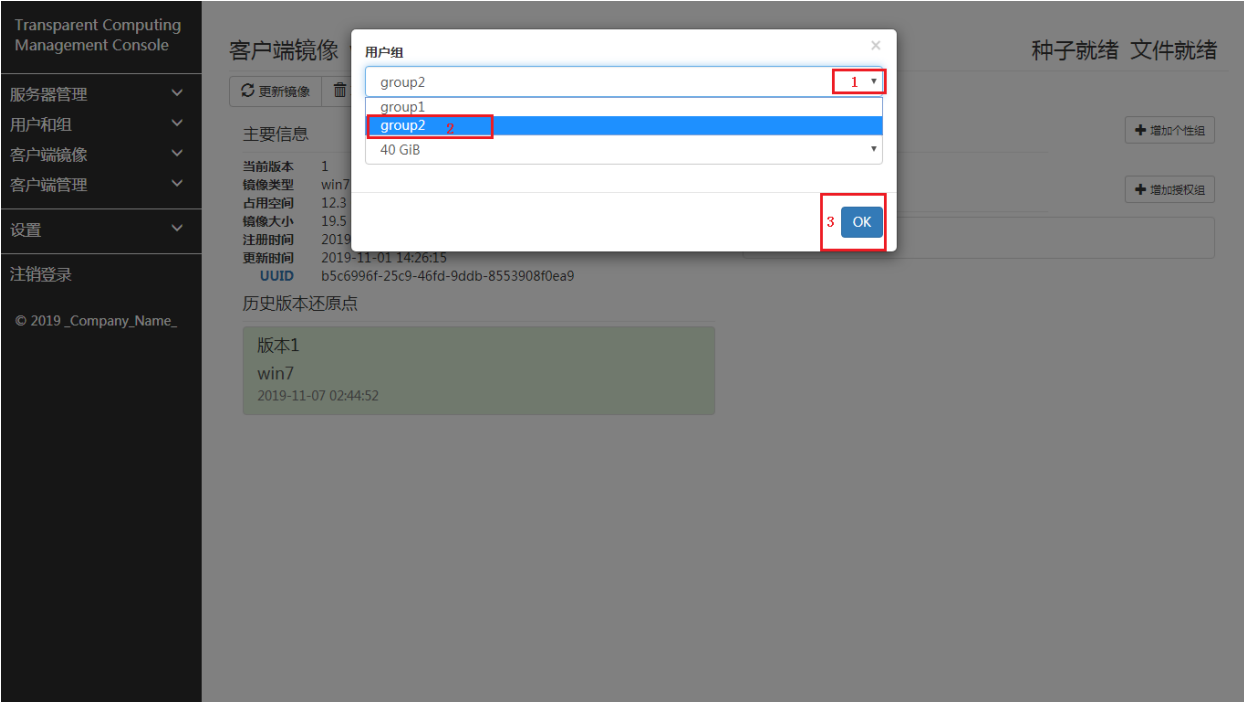 Transparent Computing
Management Console
服务器管理
用户和组
客户端镜像
客户端管理
设置
注销登录
© 2019 _Company_Name_
客户端镜像
种子就绪 文件就绪
更新镜像
用户组
×
group2
1
group1
group2
2
40 GiB
3
OK
主要信息
当前版本 1
镜像类型 win7
占用空间 12.3
镜像大小 19.5
注册时间 2019
更新时间 2019-11-01 14:26:15
UUID b5c6996f-25c9-46fd-9ddb-8553908f0ea9
增加个性组
增加授权组
历史版本还原点
版本1
win7
2019-11-07 02:44:52